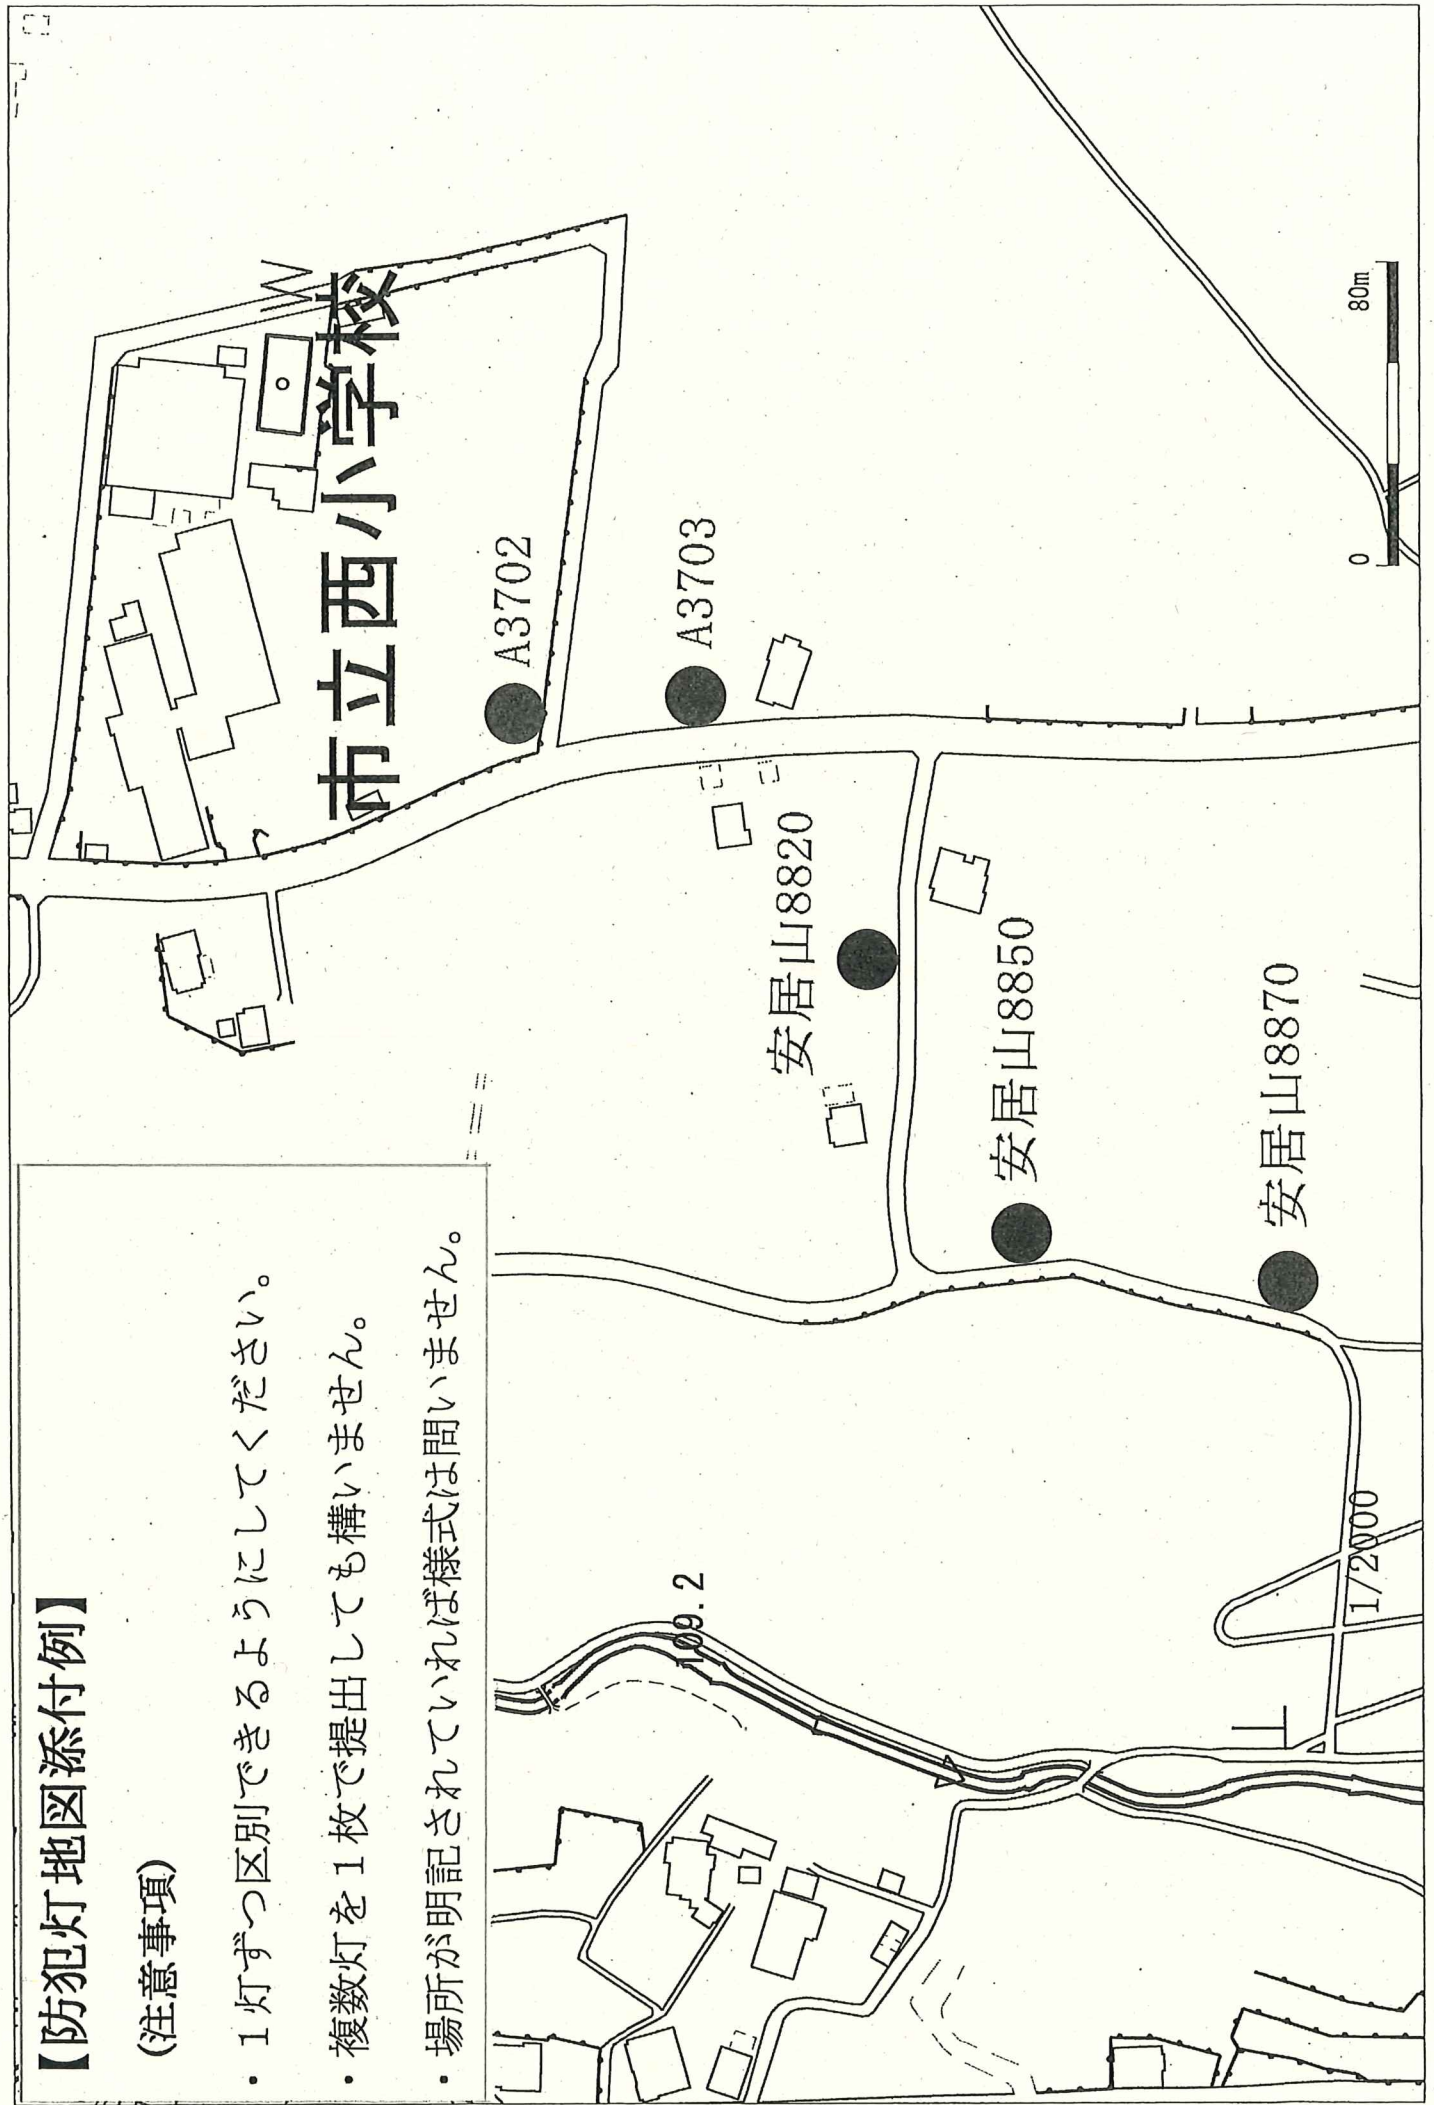 【防犯灯地図添付例】
(注意事項)
・1灯ずつ区別できるようにしてください。
・複数灯を1枚で提出しても構いません。
・場所が明記されていれば様式は問いません。
市立西小学校
A3702
A3703
安居山8820
安居山8850
安居山8870
109.2
1/2000
0
80m